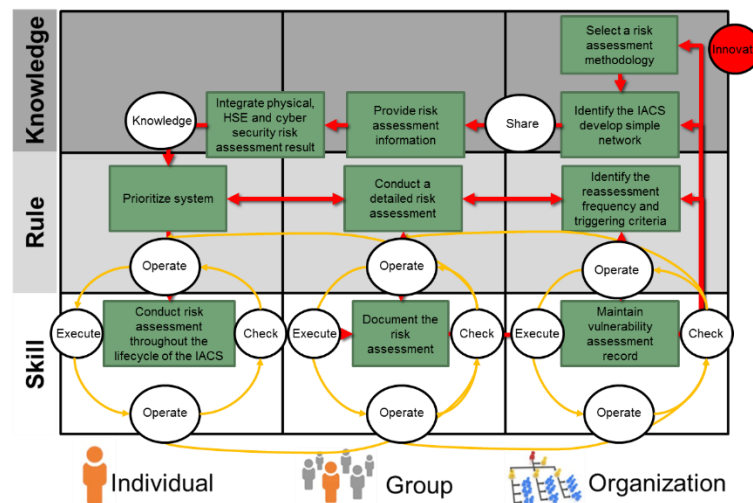 Knowledge
Select a risk
assessment
methodology
Innovat
Knowledge
Integrate physical,
HSE and cyber
security risk
assessment result
Provide risk
assessment
information
Share
Identify the IACS
develop simple
network
Rule
Prioritize system
Conduct a
detailed risk
assessment
Identify the
reassessment
frequency and
triggering criteria
Operate
Operate
Operate
Skill
Execute
Conduct risk
assessment
throughout the
lifecycle of the IACS
Check
Execute
Document the
risk
assessment
Check
Execute
Maintain
vulnerability
assessment
record
Check
Operate
Operate
Operate
Individual
Group
Organization